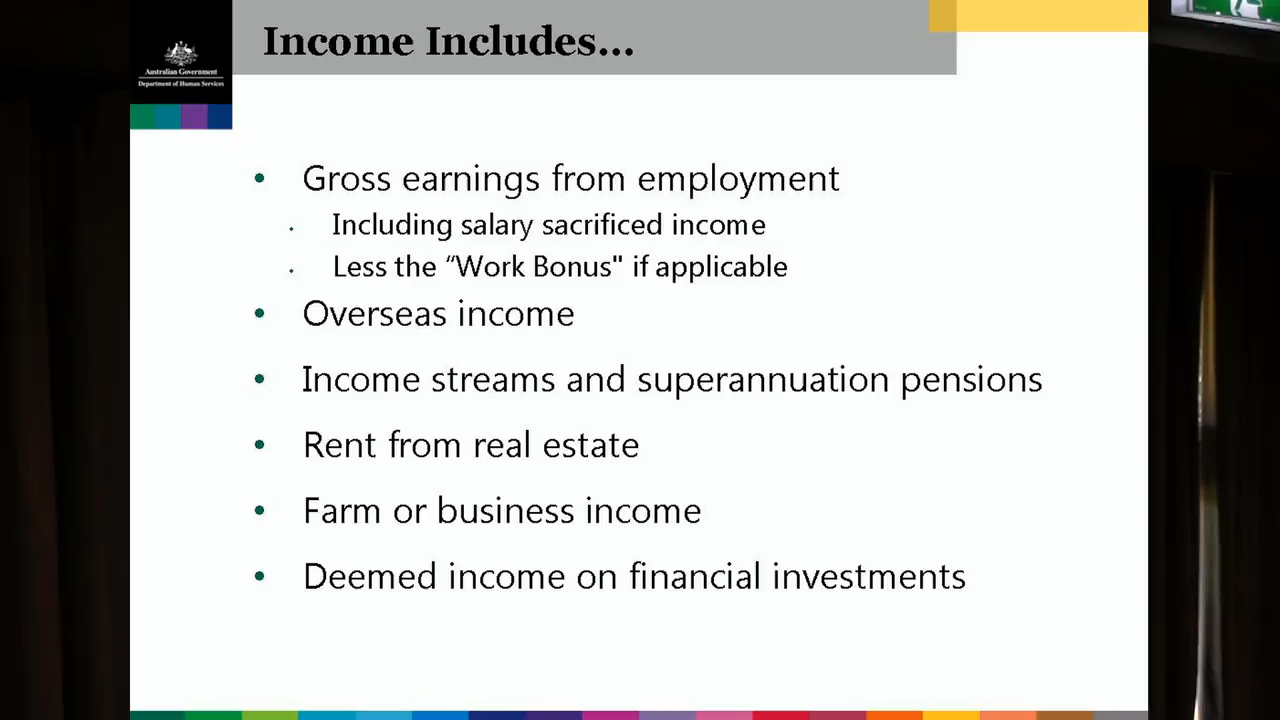 Income Includes...
Australian Government
Department of Human Services
• Gross earnings from employment
• Including salary sacrificed income
• Less the “Work Bonus" if applicable
• Overseas income
• Income streams and superannuation pensions
• Rent from real estate
• Farm or business income
• Deemed income on financial investments